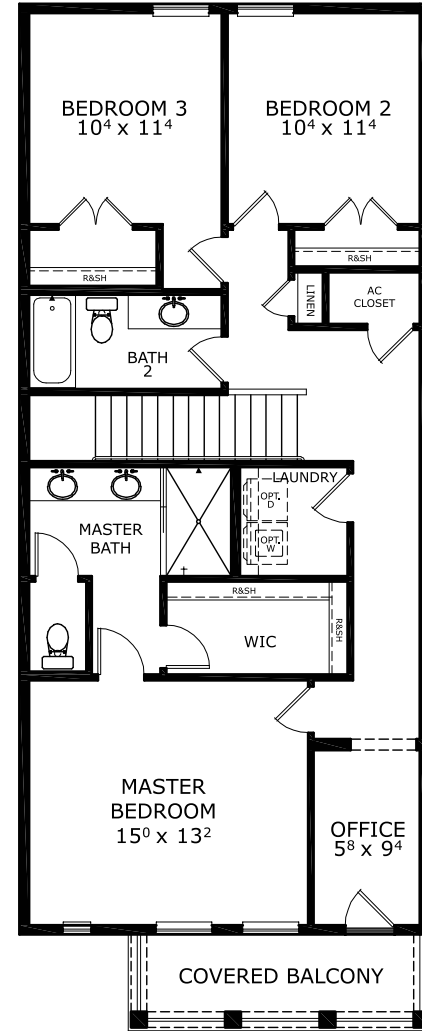 BEDROOM 3
10⁴ x 11⁴
BEDROOM 2
10⁴ x 11⁴
R&SH
R&SH
LINEN
AC
CLOSET
BATH
2
LAUNDRY
OPT.
D
OPT.
W
MASTER
BATH
R&SH
R&SH
WIC
MASTER
BEDROOM
15⁰ x 13²
OFFICE
5⁸ x 9⁴
COVERED BALCONY